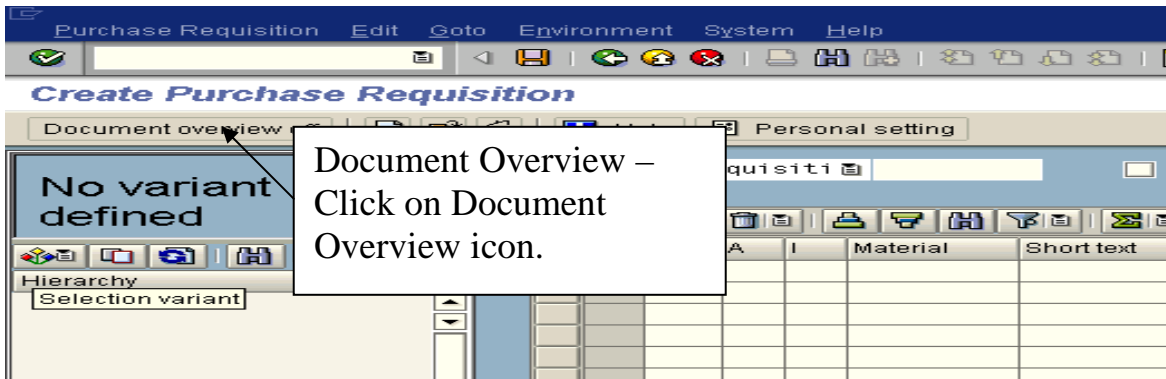 Purchase Requisition Edit Goto Environment System Help
Create Purchase Requisition
Document overview Personal setting
Document Overview –
Click on Document
Overview icon.
No variant
defined
A I Material Short text
Hierarchy
Selection variant